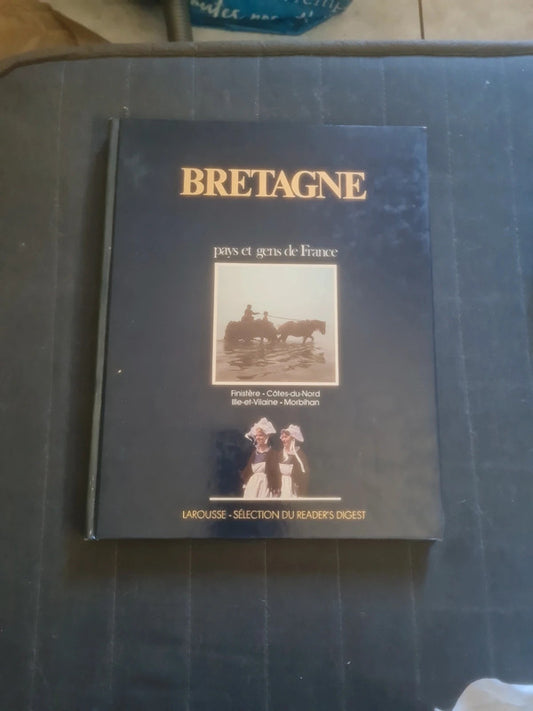 BRETAGNE
pays et gens de France
Finistère - Côtes-du-Nord
Ille-et-Vilaine - Morbihan
LAROUSSE - SÉLECTION DU READER'S DIGEST